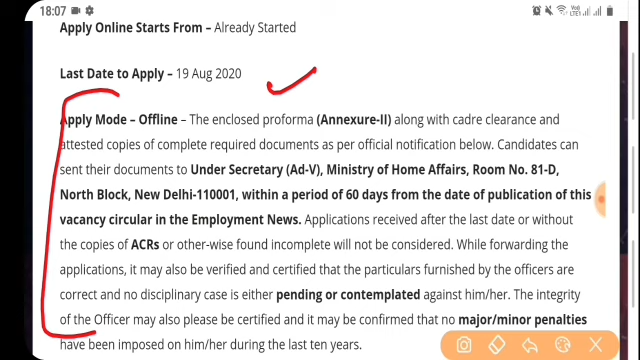 18:07
Vo) LTE1
Apply Online Starts From – Already Started
Last Date to Apply – 19 Aug 2020
Apply Mode – Offline – The enclosed proforma (Annexure-II) along with cadre clearance and
attested copies of complete required documents as per official notification below. Candidates can
sent their documents to Under Secretary (Ad-V), Ministry of Home Affairs, Room No. 81-D,
North Block, New Delhi-110001, within a period of 60 days from the date of publication of this
vacancy circular in the Employment News. Applications received after the last date or without
the copies of ACRs or other-wise found incomplete will not be considered. While forwarding the
applications, it may also be verified and certified that the particulars furnished by the officers are
correct and no disciplinary case is either pending or contemplated against him/her. The integrity
of the Officer may also please be certified and it may be confirmed that no major/minor penalties
have been imposed on him/her during the last ten years.